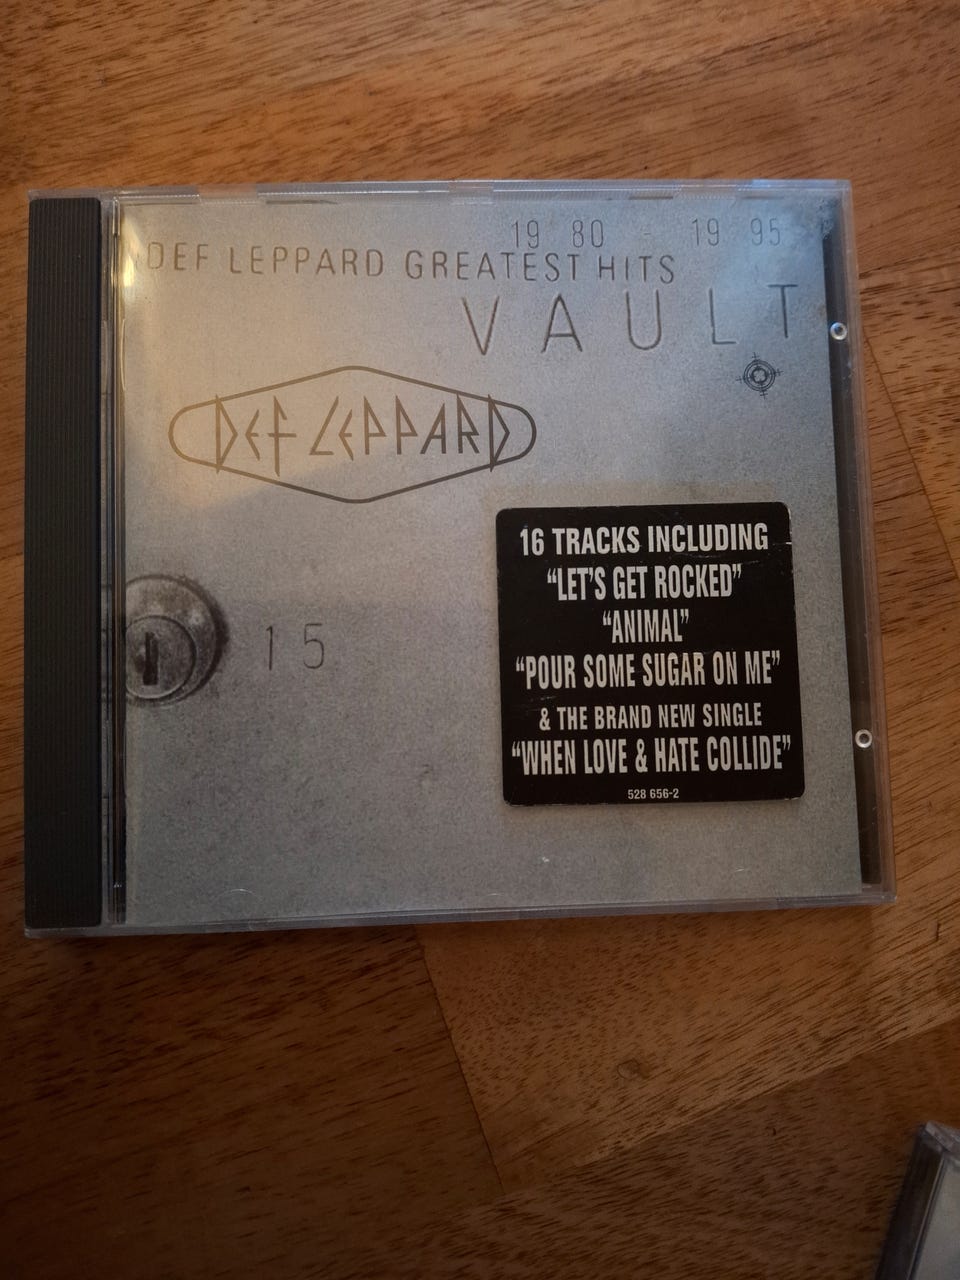 19 80 - 19 95
DEF LEPPARD GREATEST HITS
VAULT
DEF LEPPARD
15
16 TRACKS INCLUDING
"LET'S GET ROCKED"
"ANIMAL"
"POUR SOME SUGAR ON ME"
& THE BRAND NEW SINGLE
"WHEN LOVE & HATE COLLIDE"
528 656-2